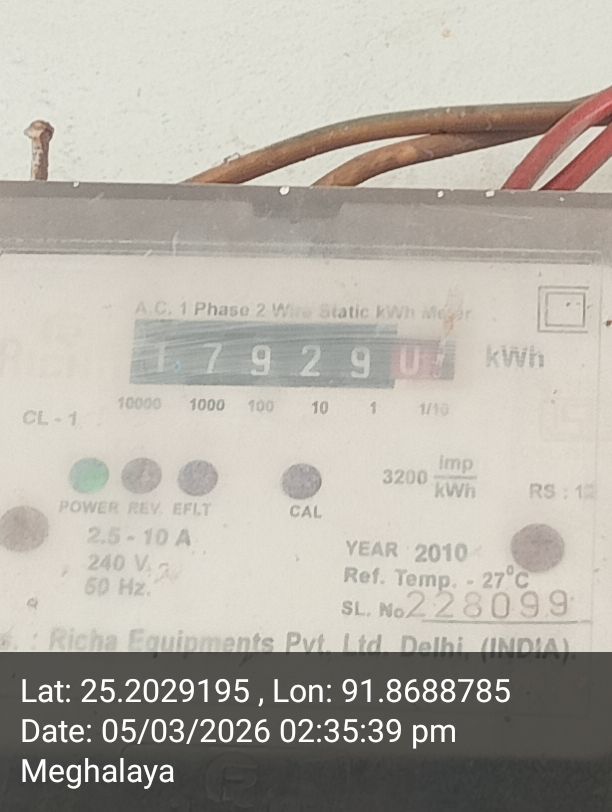 A.C. 1 Phase 2 Wire Static kWh Meter
1 7 9 2 9 kWh
10000 1000 100 10 1 1/10
CL - 1
3200 imp
kWh
POWER REV. EFLT CAL
2.5 - 10 A
240 V.
50 Hz.
YEAR 2010
Ref. Temp. - 27°C
SL. No 228099
Richa Equipments Pvt. Ltd. Delhi, (INDIA).
Lat: 25.2029195 , Lon: 91.8688785
Date: 05/03/2026 02:35:39 pm
Meghalaya